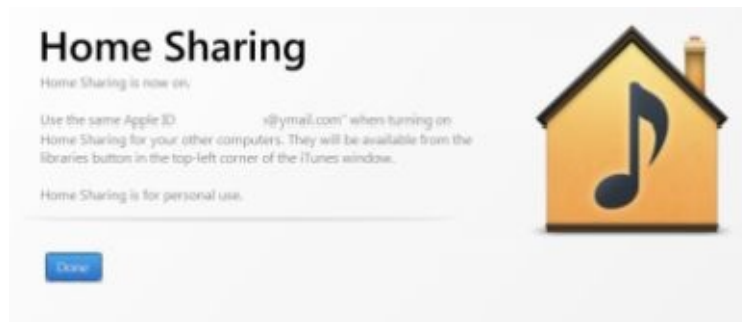 Home Sharing
Home Sharing is now on.
Use the same Apple ID @ymail.com" when turning on
Home Sharing for your other computers. They will be available from the
libraries button in the top-left corner of the iTunes window.
Home Sharing is for personal use.
Done